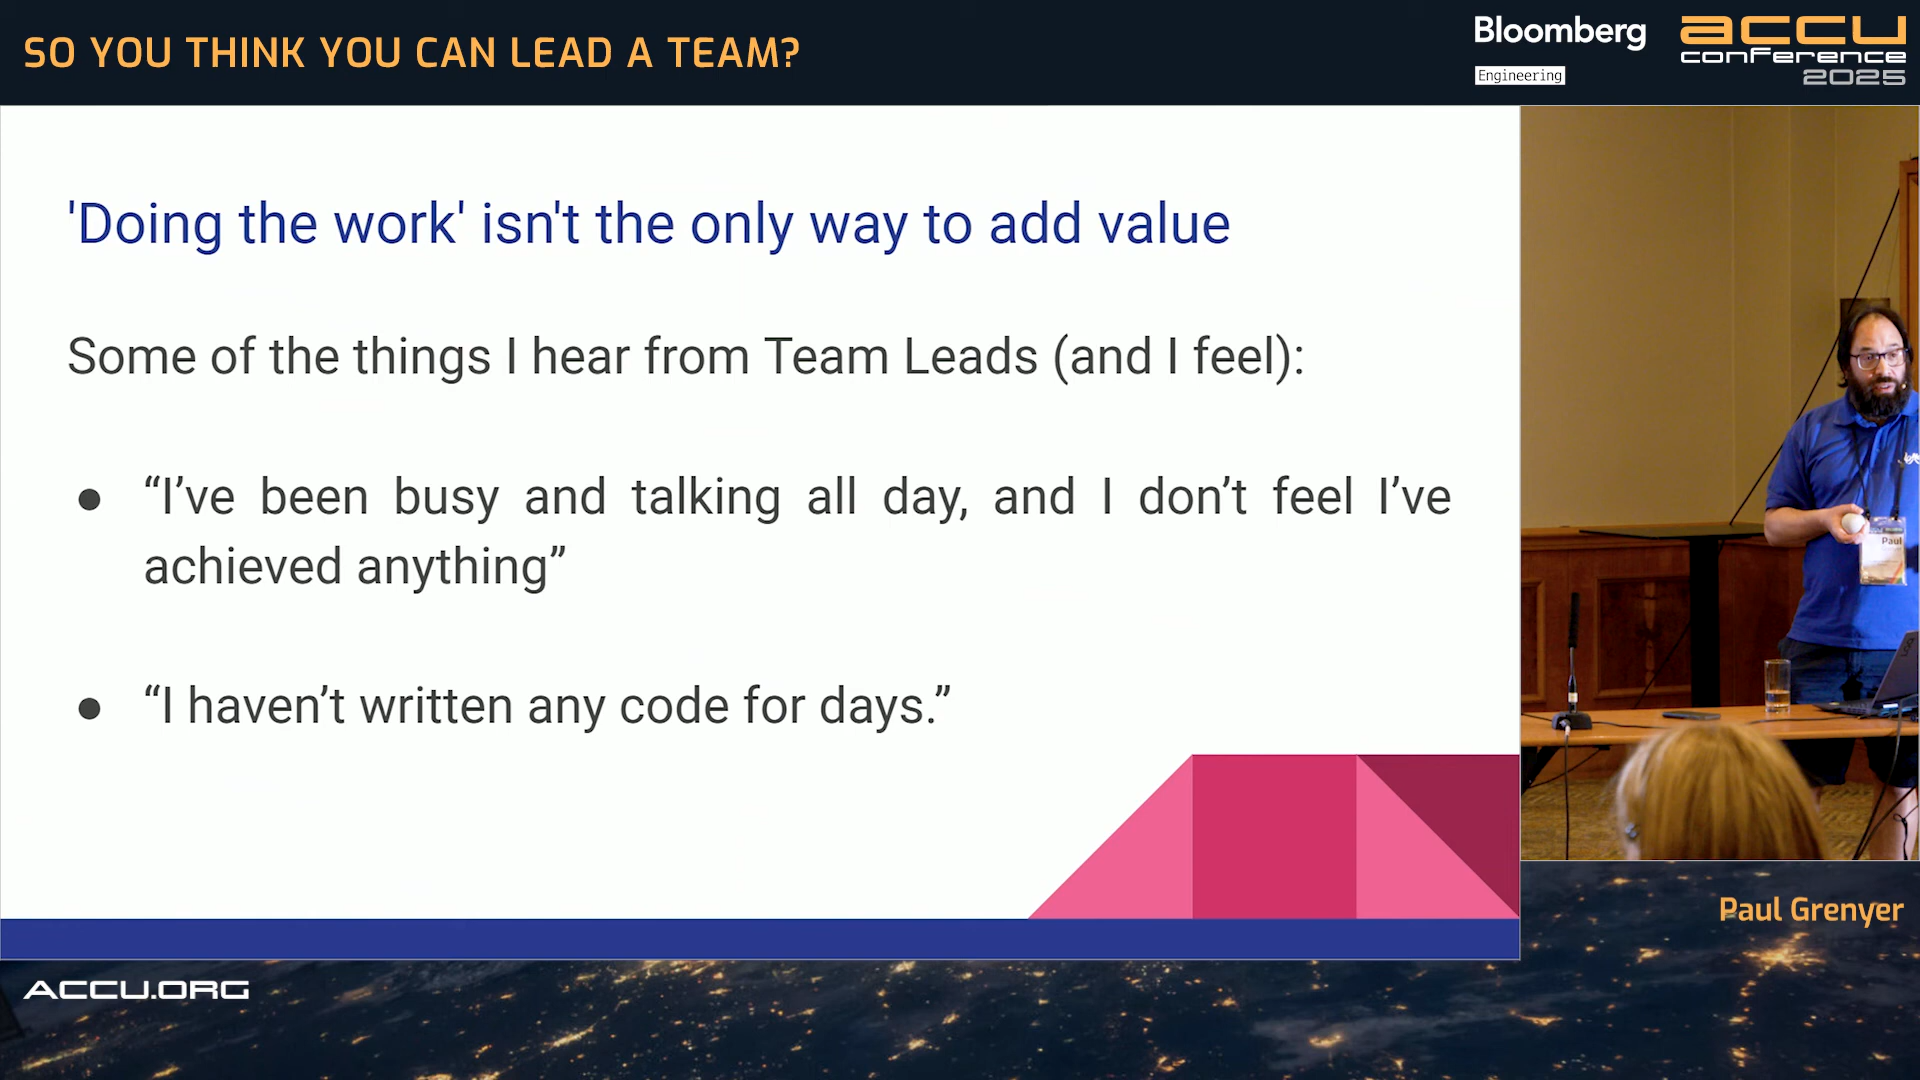 SO YOU THINK YOU CAN LEAD A TEAM?
Bloomberg
Engineering
accu
conference
2025
'Doing the work' isn't the only way to add value
Some of the things I hear from Team Leads (and I feel):
● “I’ve been busy and talking all day, and I don’t feel I’ve
achieved anything”
● “I haven’t written any code for days.”
Paul
Paul Grenyer
ACCU.ORG